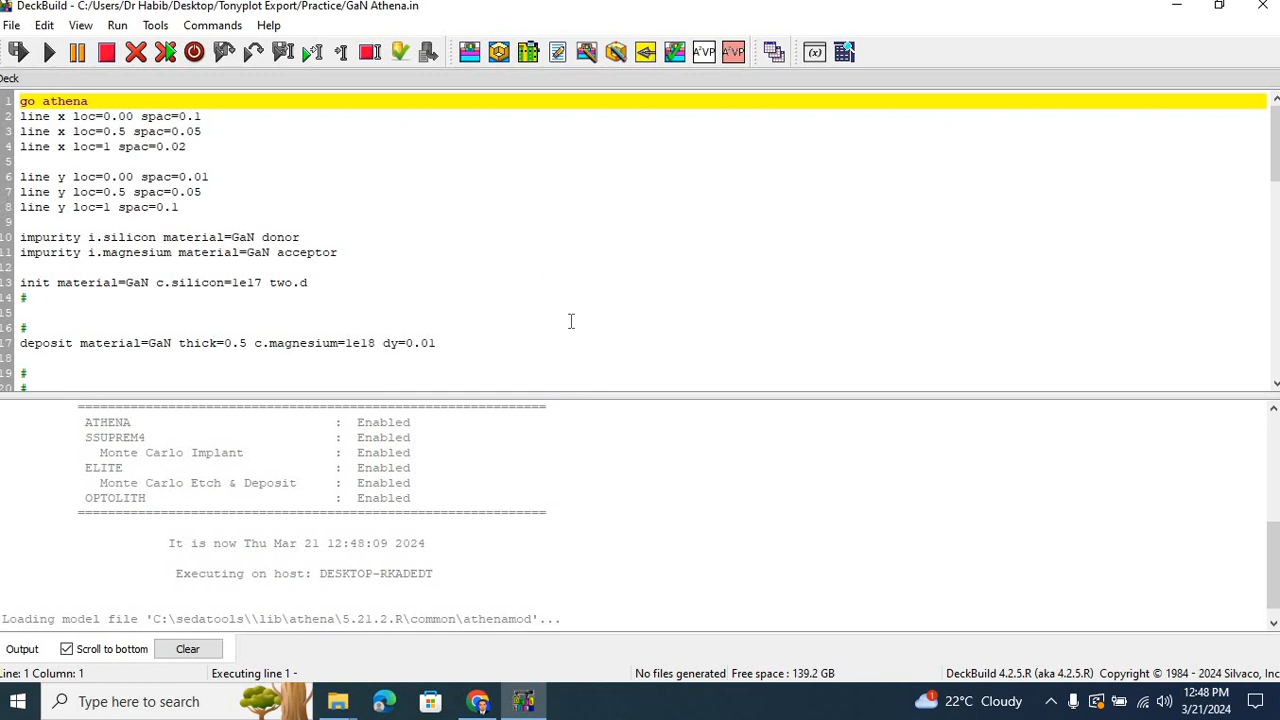 DeckBuild - C:/Users/Dr Habib/Desktop/Tonyplot Export/Practice/GaN Athena.in
File Edit View Run Tools Commands Help
A²VP A²VP (x)
Deck
1 go athena
2 line x loc=0.00 spac=0.1
3 line x loc=0.5 spac=0.05
4 line x loc=1 spac=0.02
5
6 line y loc=0.00 spac=0.01
7 line y loc=0.5 spac=0.05
8 line y loc=1 spac=0.1
9
10 impurity i.silicon material=GaN donor
11 impurity i.magnesium material=GaN acceptor
12
13 init material=GaN c.silicon=1e17 two.d
14 #
15
16 #
17 deposit material=GaN thick=0.5 c.magnesium=1e18 dy=0.01
18
19 #
20 #
==============================================================
ATHENA : Enabled
SSUPREM4 : Enabled
Monte Carlo Implant : Enabled
ELITE : Enabled
Monte Carlo Etch & Deposit : Enabled
OPTOLITH : Enabled
==============================================================
It is now Thu Mar 21 12:48:09 2024
Executing on host: DESKTOP-RKADEDT
Loading model file 'C:\sedatools\\lib\athena\5.21.2.R\common\athenamod'...
Output Scroll to bottom Clear
Line: 1 Column: 1 Executing line 1 - No files generated Free space : 139.2 GB DeckBuild 4.2.5.R (aka 4.2.5.R) Copyright © 1984 - 2024 Silvaco, Inc.
Type here to search 1 22°C Cloudy 12:48 PM
3/21/2024